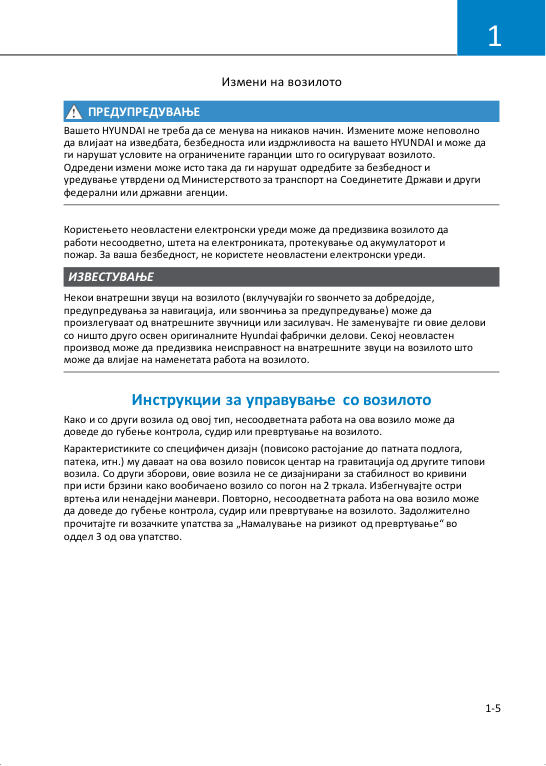 1
Измени на возилото
ПРЕДУПРЕДУВАЊЕ
Вашето HYUNDAI не треба да се менува на никаков начин. Измените може неповолно
да влијаат на изведбата, безбедноста или издржливоста на вашето HYUNDAI и може да
ги нарушат условите на ограничените гаранции што го осигуруваат возилото.
Одредени измени може исто така да ги нарушат одредбите за безбедност и
уредување утврдени од Министерството за транспорт на Соединетите Држави и други
федерални или државни агенции.
Користењето неовластени електронски уреди може да предизвика возилото да
работи несоодветно, штета на електрониката, протекување од акумулаторот и
пожар. За ваша безбедност, не користете неовластени електронски уреди.
ИЗВЕСТУВАЊЕ
Некои внатрешни звуци на возилото (вклучувајќи го ѕвончето за добредојде,
предупредувања за навигација, или ѕвончиња за предупредување) може да
произлегуваат од внатрешните звучници или засилувач. Не заменувајте ги овие делови
со ништо друго освен оригиналните Hyundai фабрички делови. Секој неовластен
производ може да предизвика неисправност на внатрешните звуци на возилото што
може да влијае на наменетата работа на возилото.
Инструкции за управување со возилото
Како и со други возила од овој тип, несоодветната работа на ова возило може да
доведе до губење контрола, судир или превртување на возилото.
Карактеристиките со специфичен дизајн (повисоко растојание до патната подлога,
патека, итн.) му даваат на ова возило повисок центар на гравитација од другите типови
возила. Со други зборови, овие возила не се дизајнирани за стабилност во кривини
при исти брзини како вообичаено возило со погон на 2 тркала. Избегнувајте остри
вртења или ненадејни маневри. Повторно, несоодветната работа на ова возило може
да доведе до губење контрола, судир или превртување на возилото. Задолжително
прочитајте ги возачките упатства за „Намалување на ризикот од превртување“ во
оддел 3 од ова упатство.
1-5